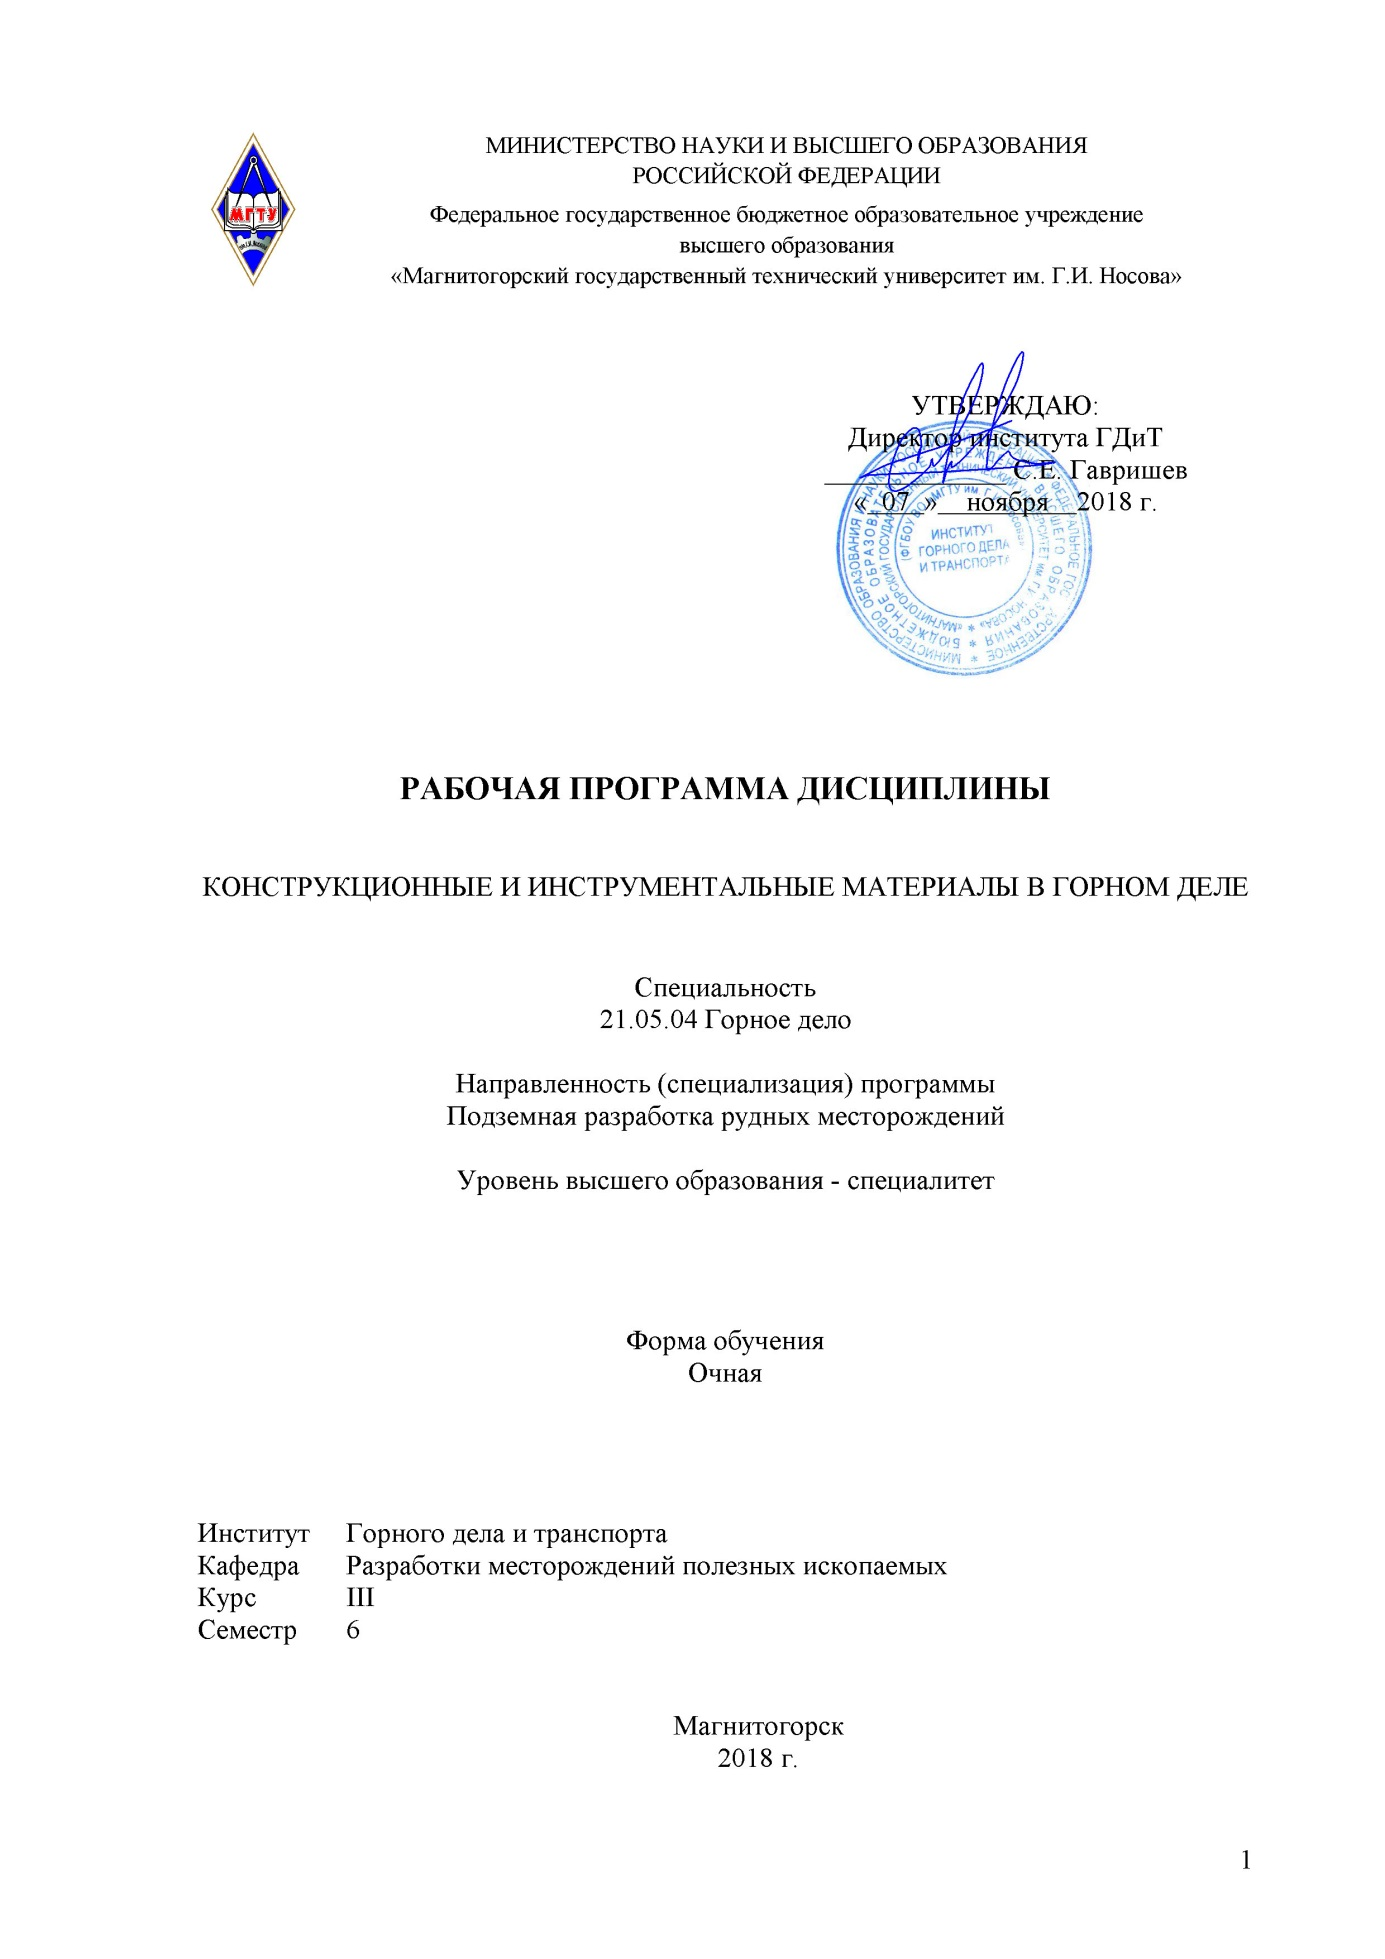 МИНИСТЕРСТВО НАУКИ И ВЫСШЕГО ОБРАЗОВАНИЯ
РОССИЙСКОЙ ФЕДЕРАЦИИ
Федеральное государственное бюджетное образовательное учреждение
высшего образования
«Магнитогорский государственный технический университет им. Г.И. Носова»
МГТУ
УТВЕРЖДАЮ:
Директор института ГДиТ
_____________ С.Е. Гавришев
« 07 »__ноября__2018 г.
ИНСТИТУТ
ГОРНОГО ДЕЛА
И ТРАНСПОРТА
РАБОЧАЯ ПРОГРАММА ДИСЦИПЛИНЫ
КОНСТРУКЦИОННЫЕ И ИНСТРУМЕНТАЛЬНЫЕ МАТЕРИАЛЫ В ГОРНОМ ДЕЛЕ
Специальность
21.05.04 Горное дело
Направленность (специализация) программы
Подземная разработка рудных месторождений
Уровень высшего образования - специалитет
Форма обучения
Очная
Институт Горного дела и транспорта
Кафедра Разработки месторождений полезных ископаемых
Курс III
Семестр 6
Магнитогорск
2018 г.
1